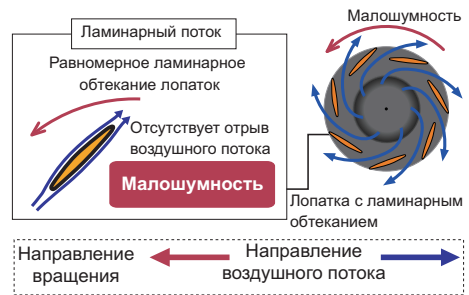 Ламинарный поток
Равномерное ламинарное
обтекание лопаток
Отсутствует отрыв
воздушного потока
Малошумность
Малошумность
Лопатка с ламинарным
обтеканием
Направление
вращения
Направление
воздушного потока